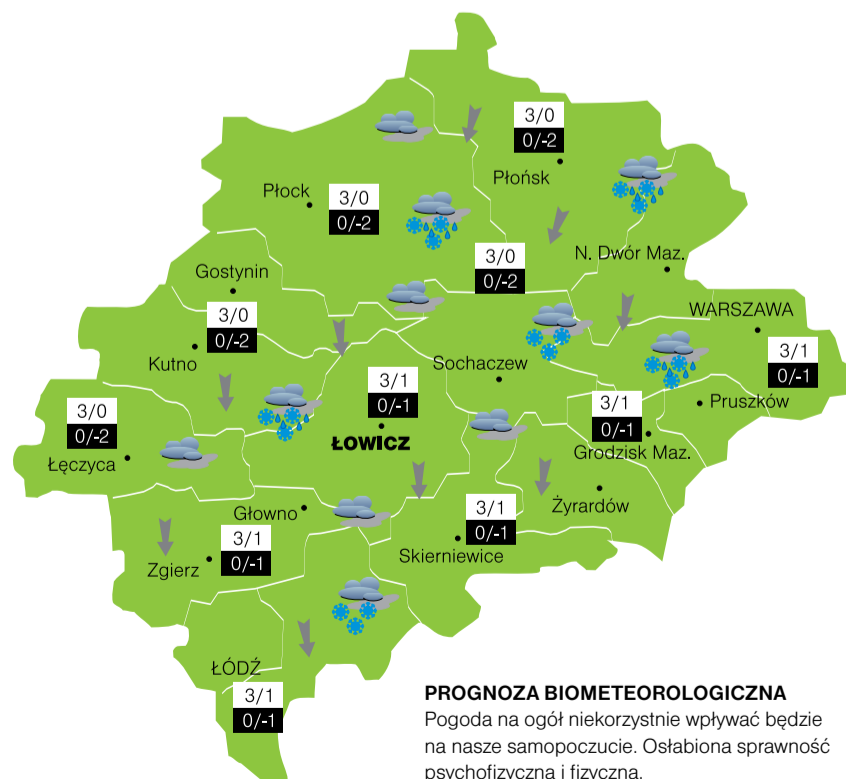 3/0
0/-2
Płońsk
Płock
3/0
0/-2
N. Dwór Maz.
3/0
0/-2
Gostynin
WARSZAWA
3/0
0/-2
Kutno
3/1
0/-1
Sochaczew
3/1
0/-1
ŁOWICZ
Pruszków
3/1
0/-1
Grodzisk Maz.
3/0
0/-2
Łęczyca
Żyrardów
Głowno
3/1
0/-1
Skierniewice
3/1
0/-1
Zgierz
ŁÓDŹ
3/1
0/-1
PROGNOZA BIOMETEOROLOGICZNA
Pogoda na ogół niekorzystnie wpływać będzie
na nasze samopoczucie. Osłabiona sprawność
psychofizyczna i fizyczna.